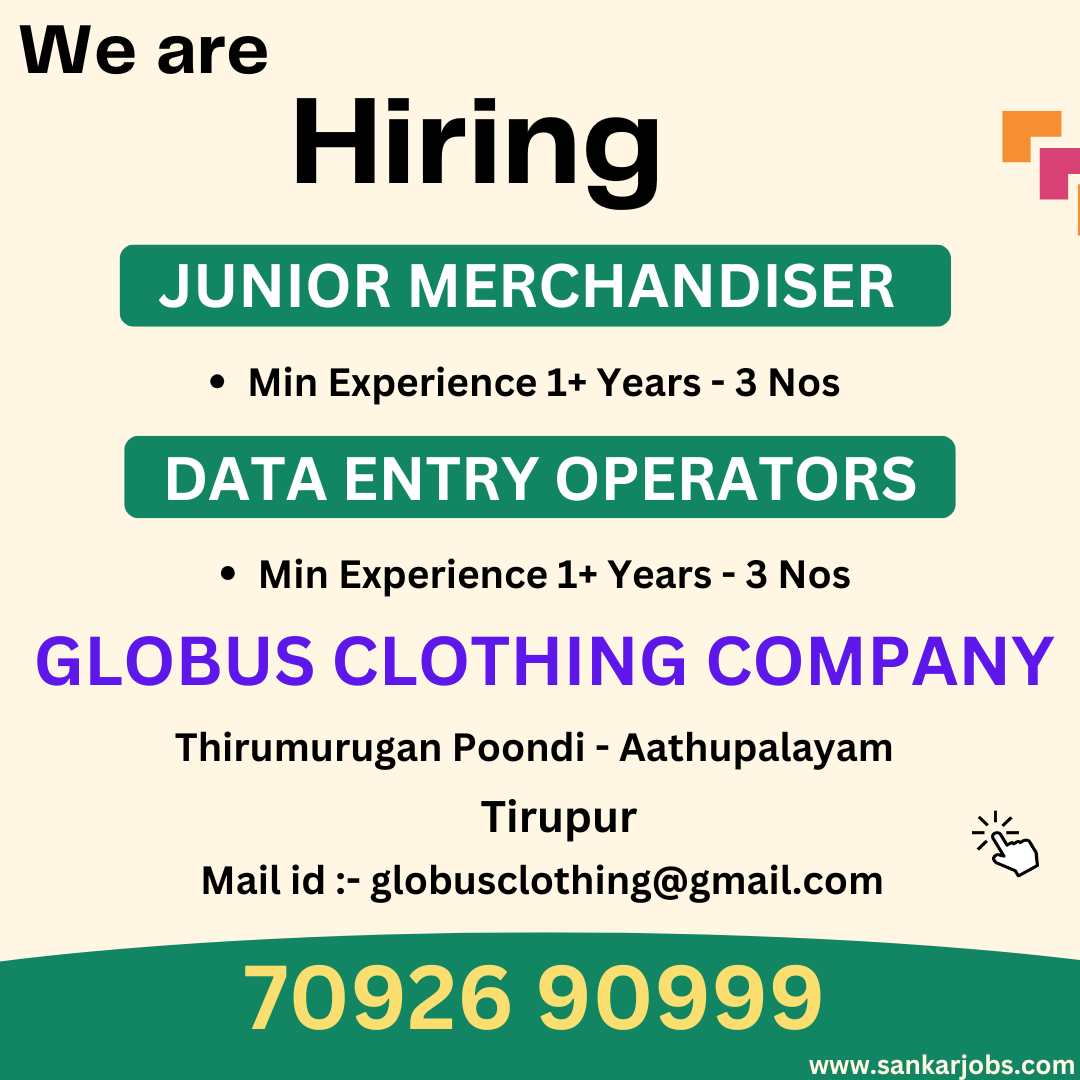 We are
Hiring
JUNIOR MERCHANDISER
• Min Experience 1+ Years - 3 Nos
DATA ENTRY OPERATORS
• Min Experience 1+ Years - 3 Nos
GLOBUS CLOTHING COMPANY
Thirumurugan Poondi - Aathupalayam
Tirupur
Mail id :- globusclothing@gmail.com
70926 90999
www.sankarjobs.com